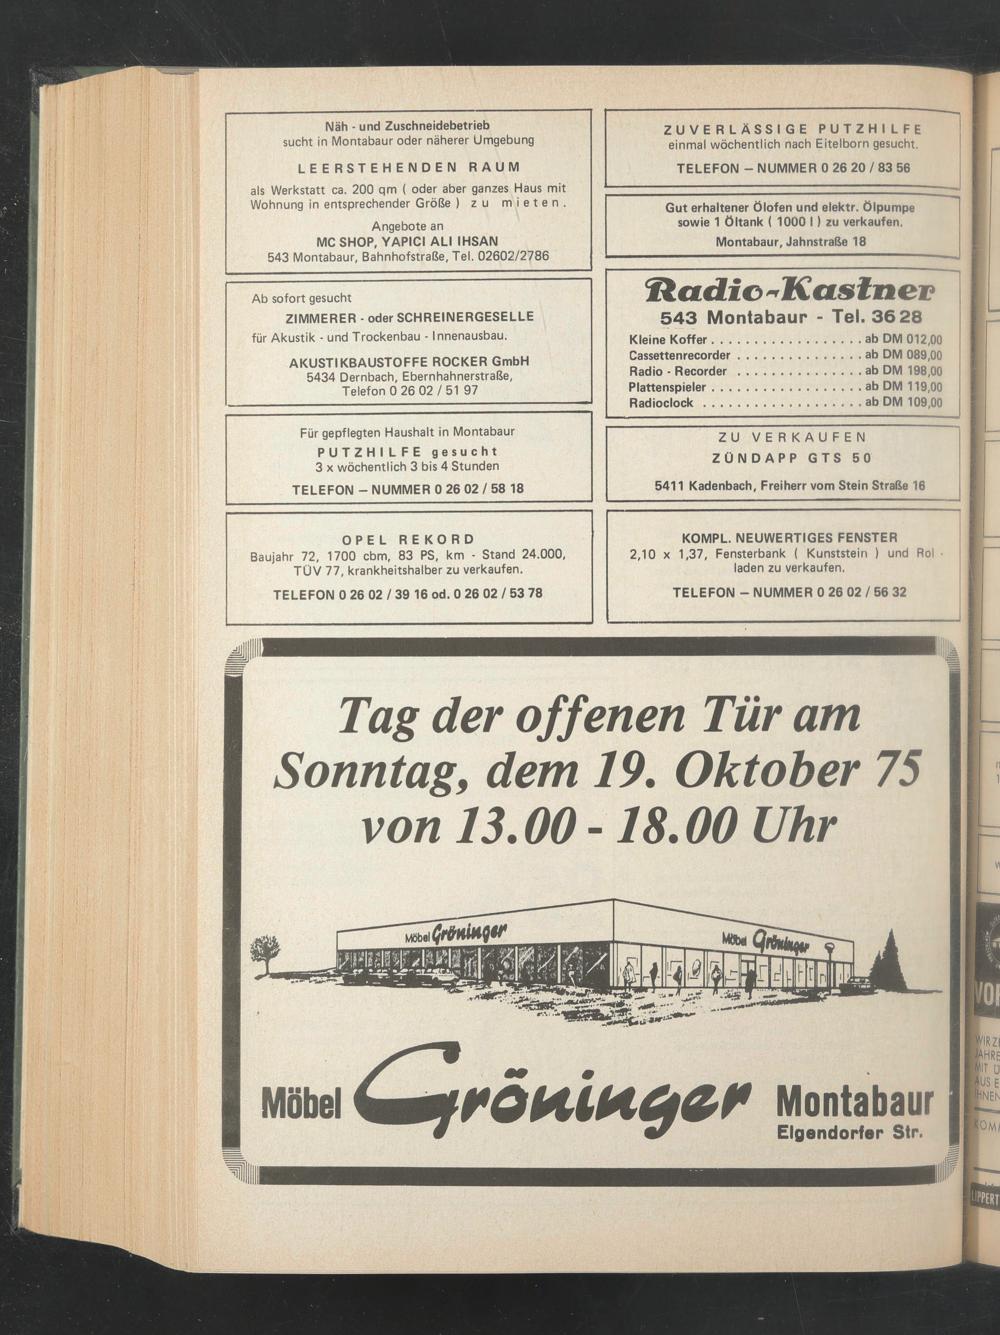 Näh - und Zuschneidebetrieb
sucht in Montabaur oder näherer Umgebung
LEERSTEHENDEN RAUM
als Werkstatt ca. 200 qm ( oder aber ganzes Haus mit
Wohnung in entsprechender Größe ) zu mieten.
Angebote an
MC SHOP, YAPICI ALI IHSAN
543 Montabaur, Bahnhofstraße, Tel. 02602/2786
Ab sofort gesucht
ZIMMERER - oder SCHREINERGESELLE
für Akustik - und Trockenbau - Innenausbau.
AKUSTIKBAUSTOFFE ROCKER GmbH
5434 Dernbach, Ebernhahnerstraße,
Telefon 0 26 02 / 51 97
Für gepflegten Haushalt in Montabaur
PUTZHILFE gesucht
3 x wöchentlich 3 bis 4 Stunden
TELEFON – NUMMER 0 26 02 / 58 18
OPEL REKORD
Baujahr 72, 1700 cbm, 83 PS, km - Stand 24.000,
TÜV 77, krankheitshalber zu verkaufen.
TELEFON 0 26 02 / 39 16 od. 0 26 02 / 53 78
ZUVERLÄSSIGE PUTZHILFE
einmal wöchentlich nach Eitelborn gesucht.
TELEFON – NUMMER 0 26 20 / 83 56
Gut erhaltener Ölofen und elektr. Ölpumpe
sowie 1 Öltank ( 1000 l ) zu verkaufen.
Montabaur, Jahnstraße 18
Radio-Kastner
543 Montabaur - Tel. 36 28
Kleine Koffer . . . . . . . . . . . . . . . . . ab DM 012,00
Cassettenrecorder . . . . . . . . . . . . . . ab DM 089,00
Radio - Recorder . . . . . . . . . . . . . . ab DM 198,00
Plattenspieler . . . . . . . . . . . . . . . . . ab DM 119,00
Radioclock . . . . . . . . . . . . . . . . . . ab DM 109,00
ZU VERKAUFEN
ZÜNDAPP GTS 50
5411 Kadenbach, Freiherr vom Stein Straße 16
KOMPL. NEUWERTIGES FENSTER
2,10 x 1,37, Fensterbank ( Kunststein ) und Rol -
laden zu verkaufen.
TELEFON – NUMMER 0 26 02 / 56 32
Tag der offenen Tür am
Sonntag, dem 19. Oktober 75
von 13.00 - 18.00 Uhr
Möbel Gröninger
Möbel Gröninger
Möbel Gröninger Montabaur
Elgendorfer Str.
WIR
JAHRE
MIT
AUS
IHNEN
KOMM
LIPPERT